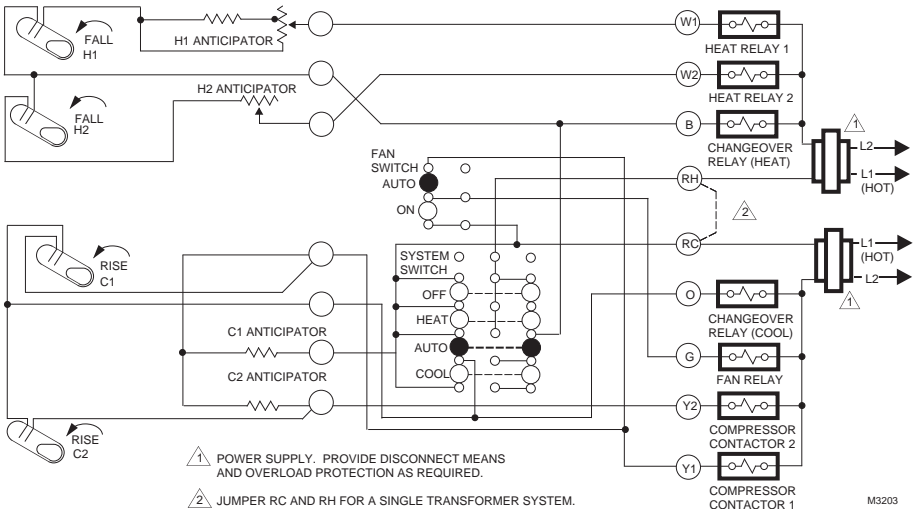 FALL
H1
H1 ANTICIPATOR
W1
HEAT RELAY 1
H2 ANTICIPATOR
W2
HEAT RELAY 2
FALL
H2
B
CHANGEOVER
RELAY (HEAT)
1
L2
L1
(HOT)
FAN
SWITCH
AUTO
ON
RH
2
RC
RISE
C1
SYSTEM
SWITCH
OFF
HEAT
AUTO
COOL
L1
(HOT)
L2
1
O
CHANGEOVER
RELAY (COOL)
C1 ANTICIPATOR
G
FAN RELAY
C2 ANTICIPATOR
Y2
COMPRESSOR
CONTACTOR 2
RISE
C2
Y1
COMPRESSOR
CONTACTOR 1
1 POWER SUPPLY. PROVIDE DISCONNECT MEANS
AND OVERLOAD PROTECTION AS REQUIRED.
2 JUMPER RC AND RH FOR A SINGLE TRANSFORMER SYSTEM.
M3203